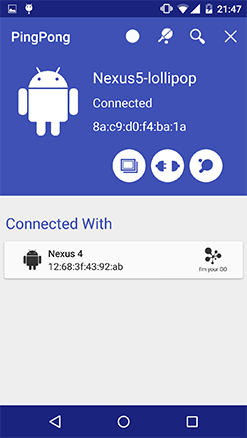 21:47
PingPong
Nexus5-lollipop
Connected
8a:c9:d0:f4:ba:1a
Connected With
Nexus 4
12:68:3f:43:92:ab
I'm your GO